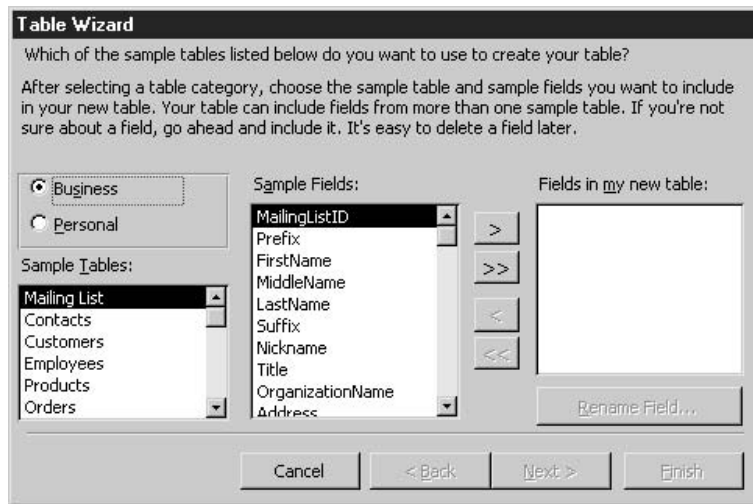 Table Wizard
Which of the sample tables listed below do you want to use to create your table?
After selecting a table category, choose the sample table and sample fields you want to include
in your new table. Your table can include fields from more than one sample table. If you're not
sure about a field, go ahead and include it. It's easy to delete a field later.
Business
Personal
Sample Tables:
Mailing List
Contacts
Customers
Employees
Products
Orders
Sample Fields:
MailingListID
Prefix
FirstName
MiddleName
LastName
Suffix
Nickname
Title
OrganizationName
Address
>
>>
<
<<
Fields in my new table:
Rename Field...
Cancel
< Back
Next >
Finish